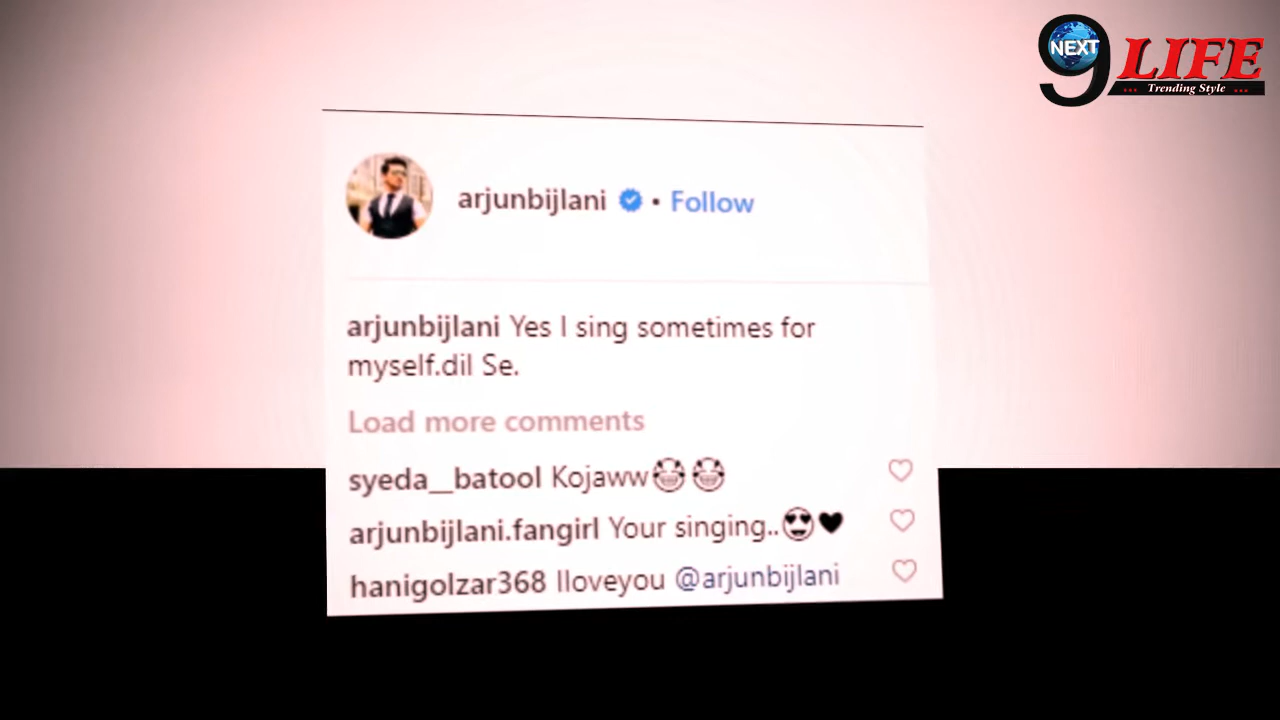 9 NEXT LIFE
... Trending Style ...
arjunbijlani • Follow
arjunbijlani Yes I sing sometimes for
myself.dil Se.
Load more comments
syeda__batool Kojaww😂😂
arjunbijlani.fangirl Your singing..😍🖤
hanigolzar368 Iloveyou @arjunbijlani